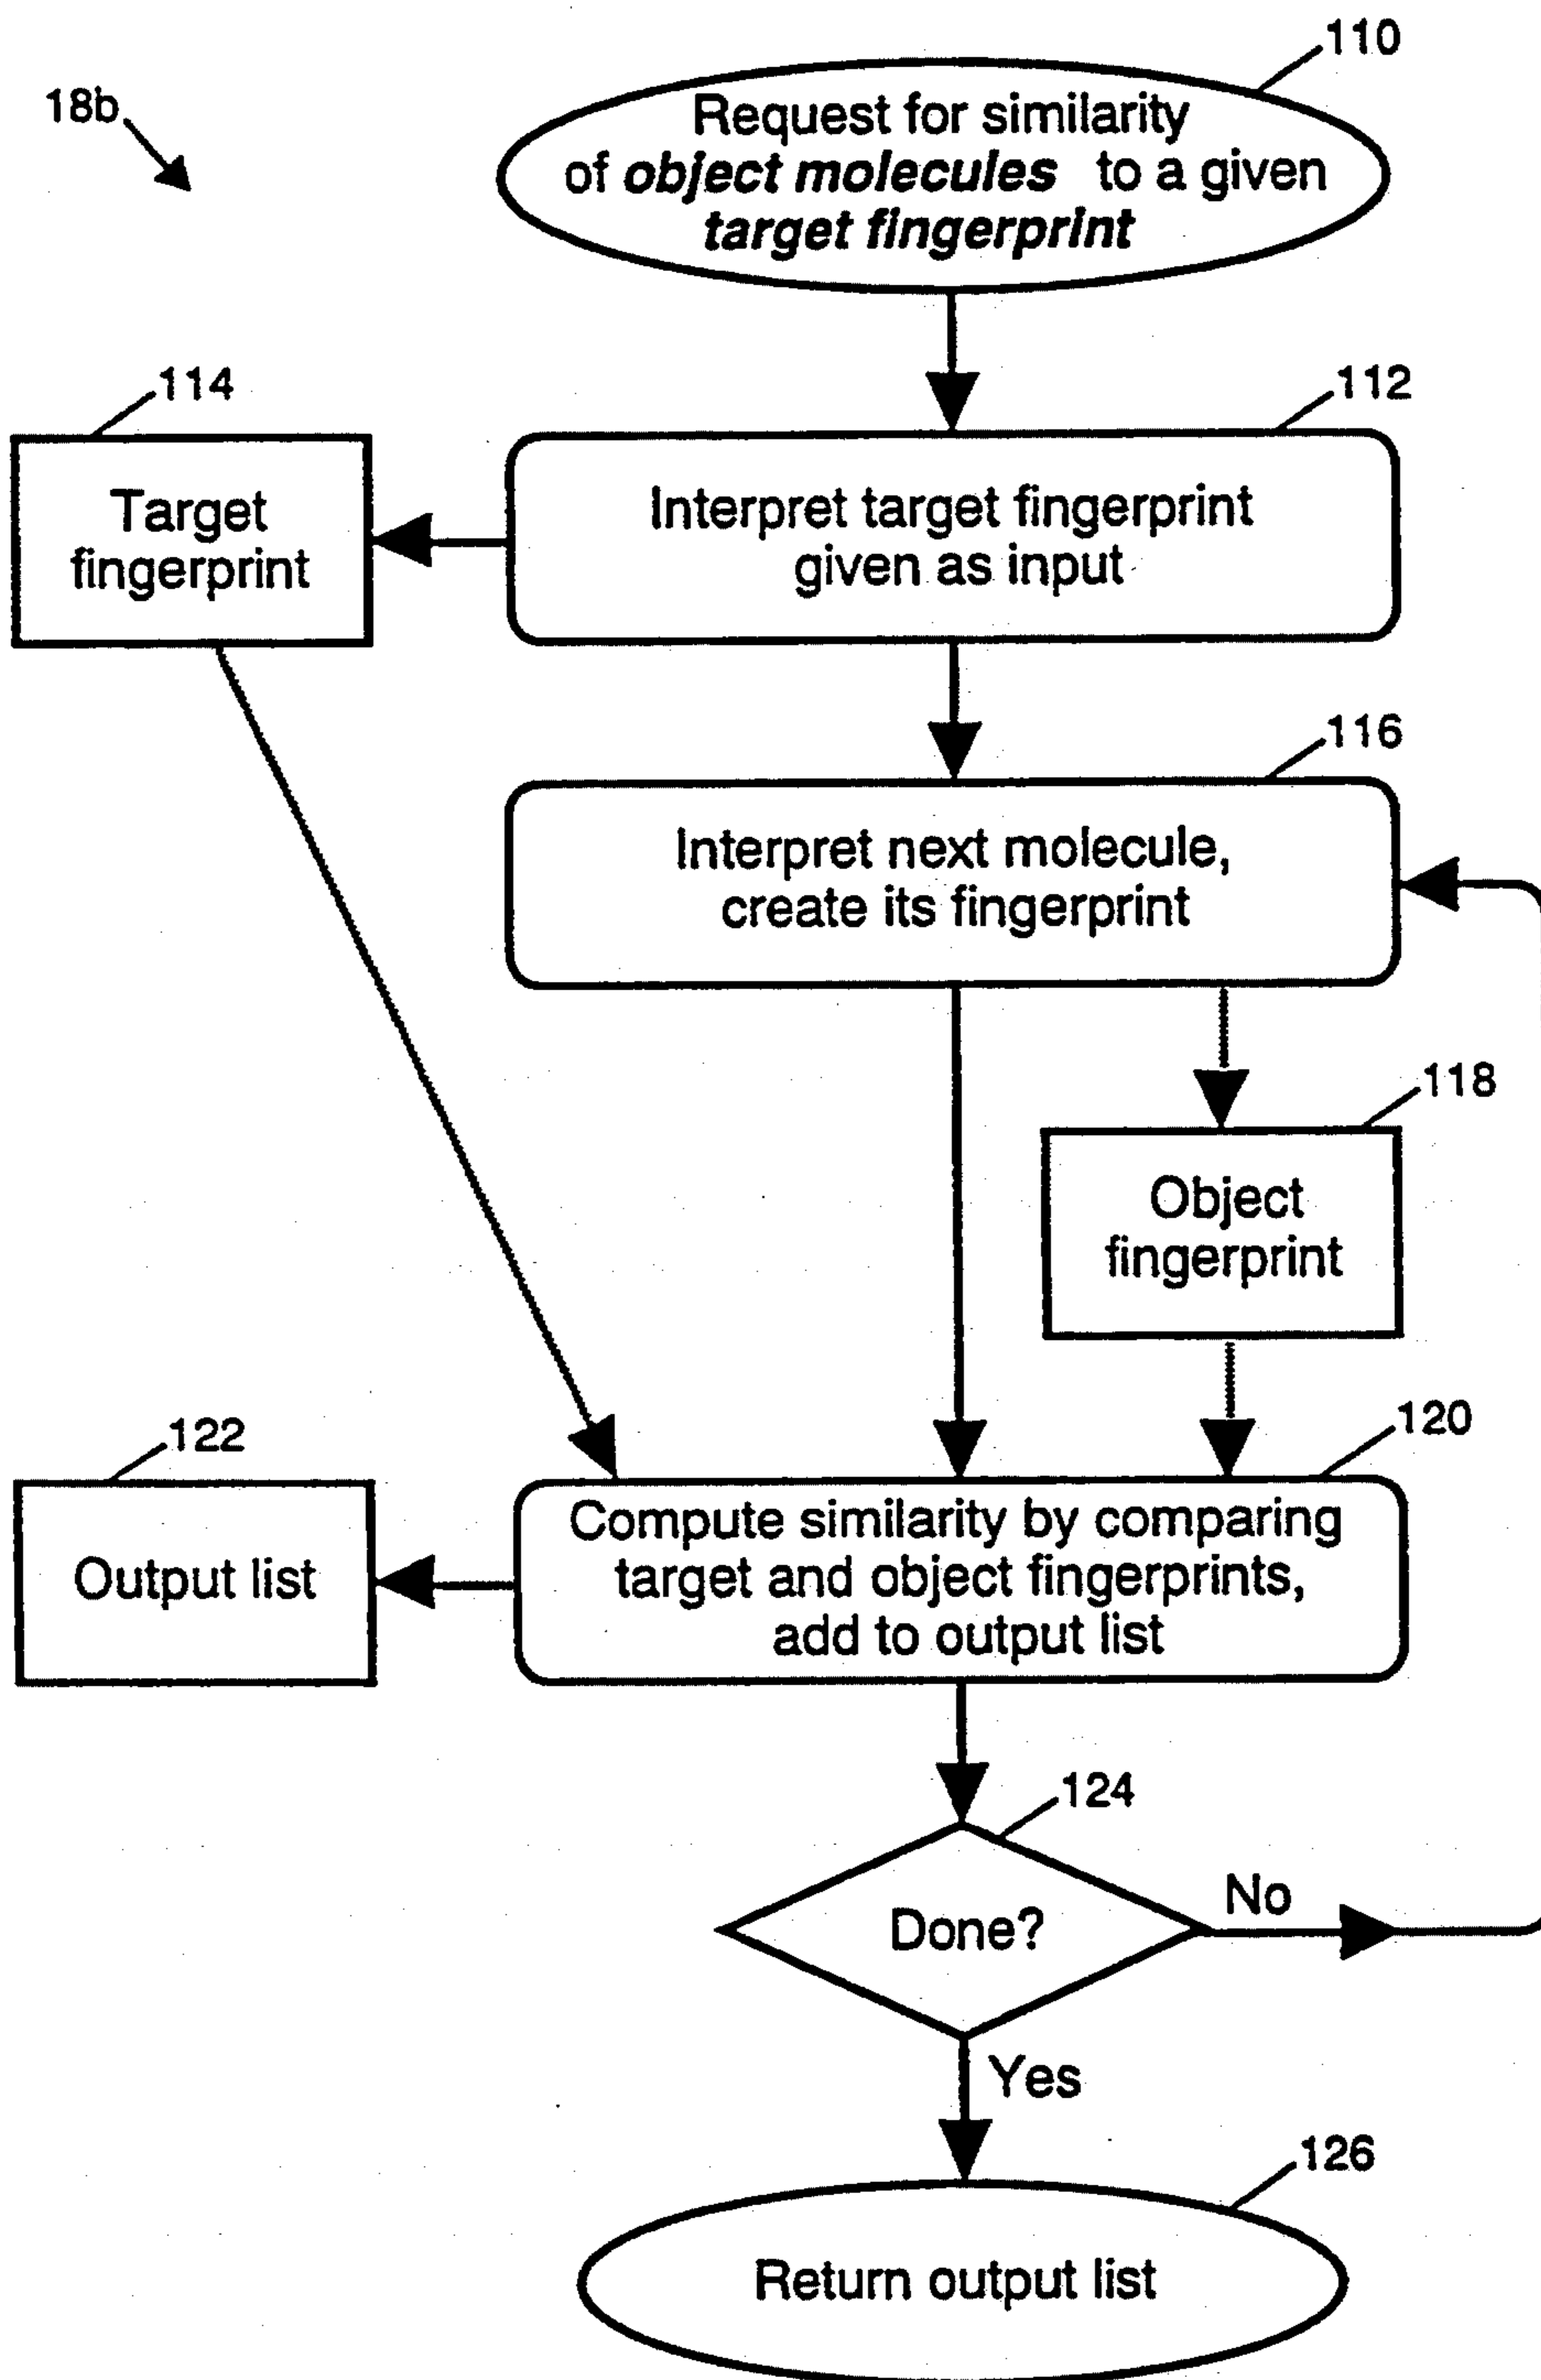 110
18b
Request for similarity
of object molecules to a given
target fingerprint
114
112
Target
fingerprint
Interpret target fingerprint
given as input
116
Interpret next molecule,
create its fingerprint
118
Object
fingerprint
122
120
Output list
Compute similarity by comparing
target and object fingerprints,
add to output list
124
Done?
No
Yes
126
Return output list